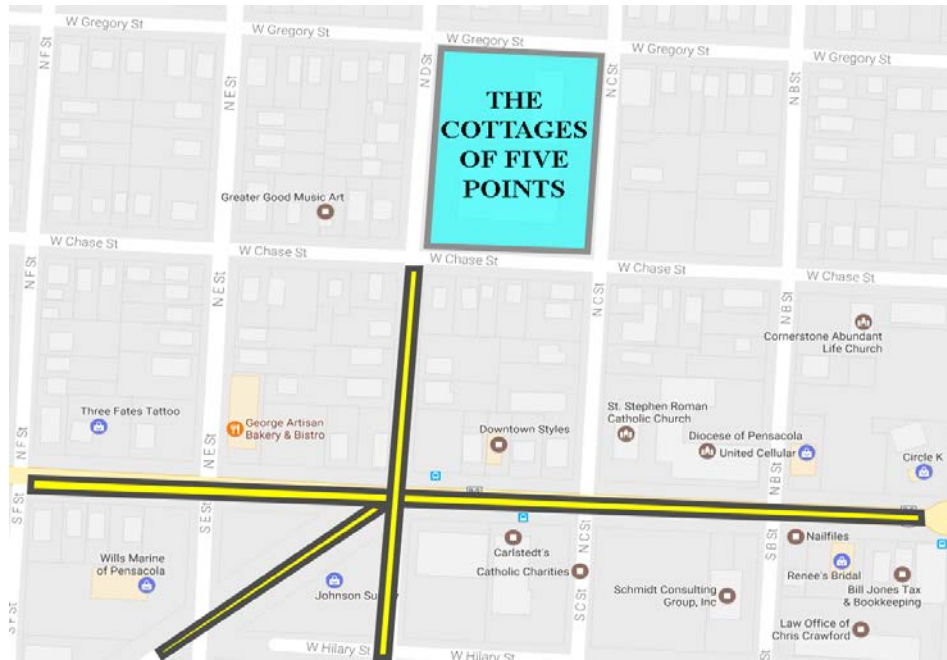 W Gregory St
W Gregory St
W Gregory St
W Gregory St
W Gregory St
N F St
N E St
N D St
N C St
N B St
THE
COTTAGES
OF FIVE
POINTS
Greater Good Music Art
W Chase St
W Chase St
W Chase St
W Chase St
W Chase St
N F St
N E St
N C St
N B St
Cornerstone Abundant
Life Church
Three Fates Tattoo
George Artisan
Bakery & Bistro
Downtown Styles
St. Stephen Roman
Catholic Church
Diocese of Pensacola
United Cellular
Circle K
N F St
N E St
N B St
S F St
S E St
N C St
S B St
Wills Marine
of Pensacola
Johnson Su
Carlstedt's
Catholic Charities
Nailfiles
Renee's Bridal
Bill Jones Tax
& Bookkeeping
Schmidt Consulting
Group, Inc
Law Office of
Chris Crawford
S F St
S C St
W Hilary St
W Hilary St